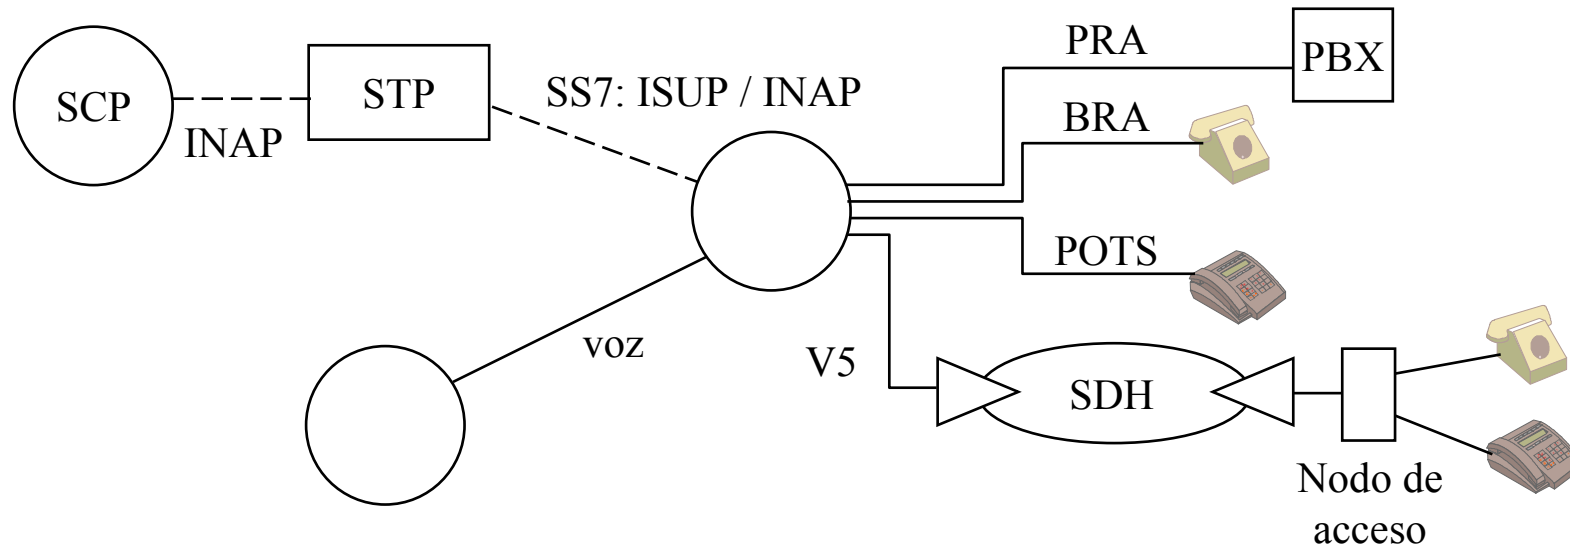 PRA
PBX
SCP
STP
SS7: ISUP / INAP
BRA
INAP
POTS
voz
V5
SDH
Nodo de
acceso